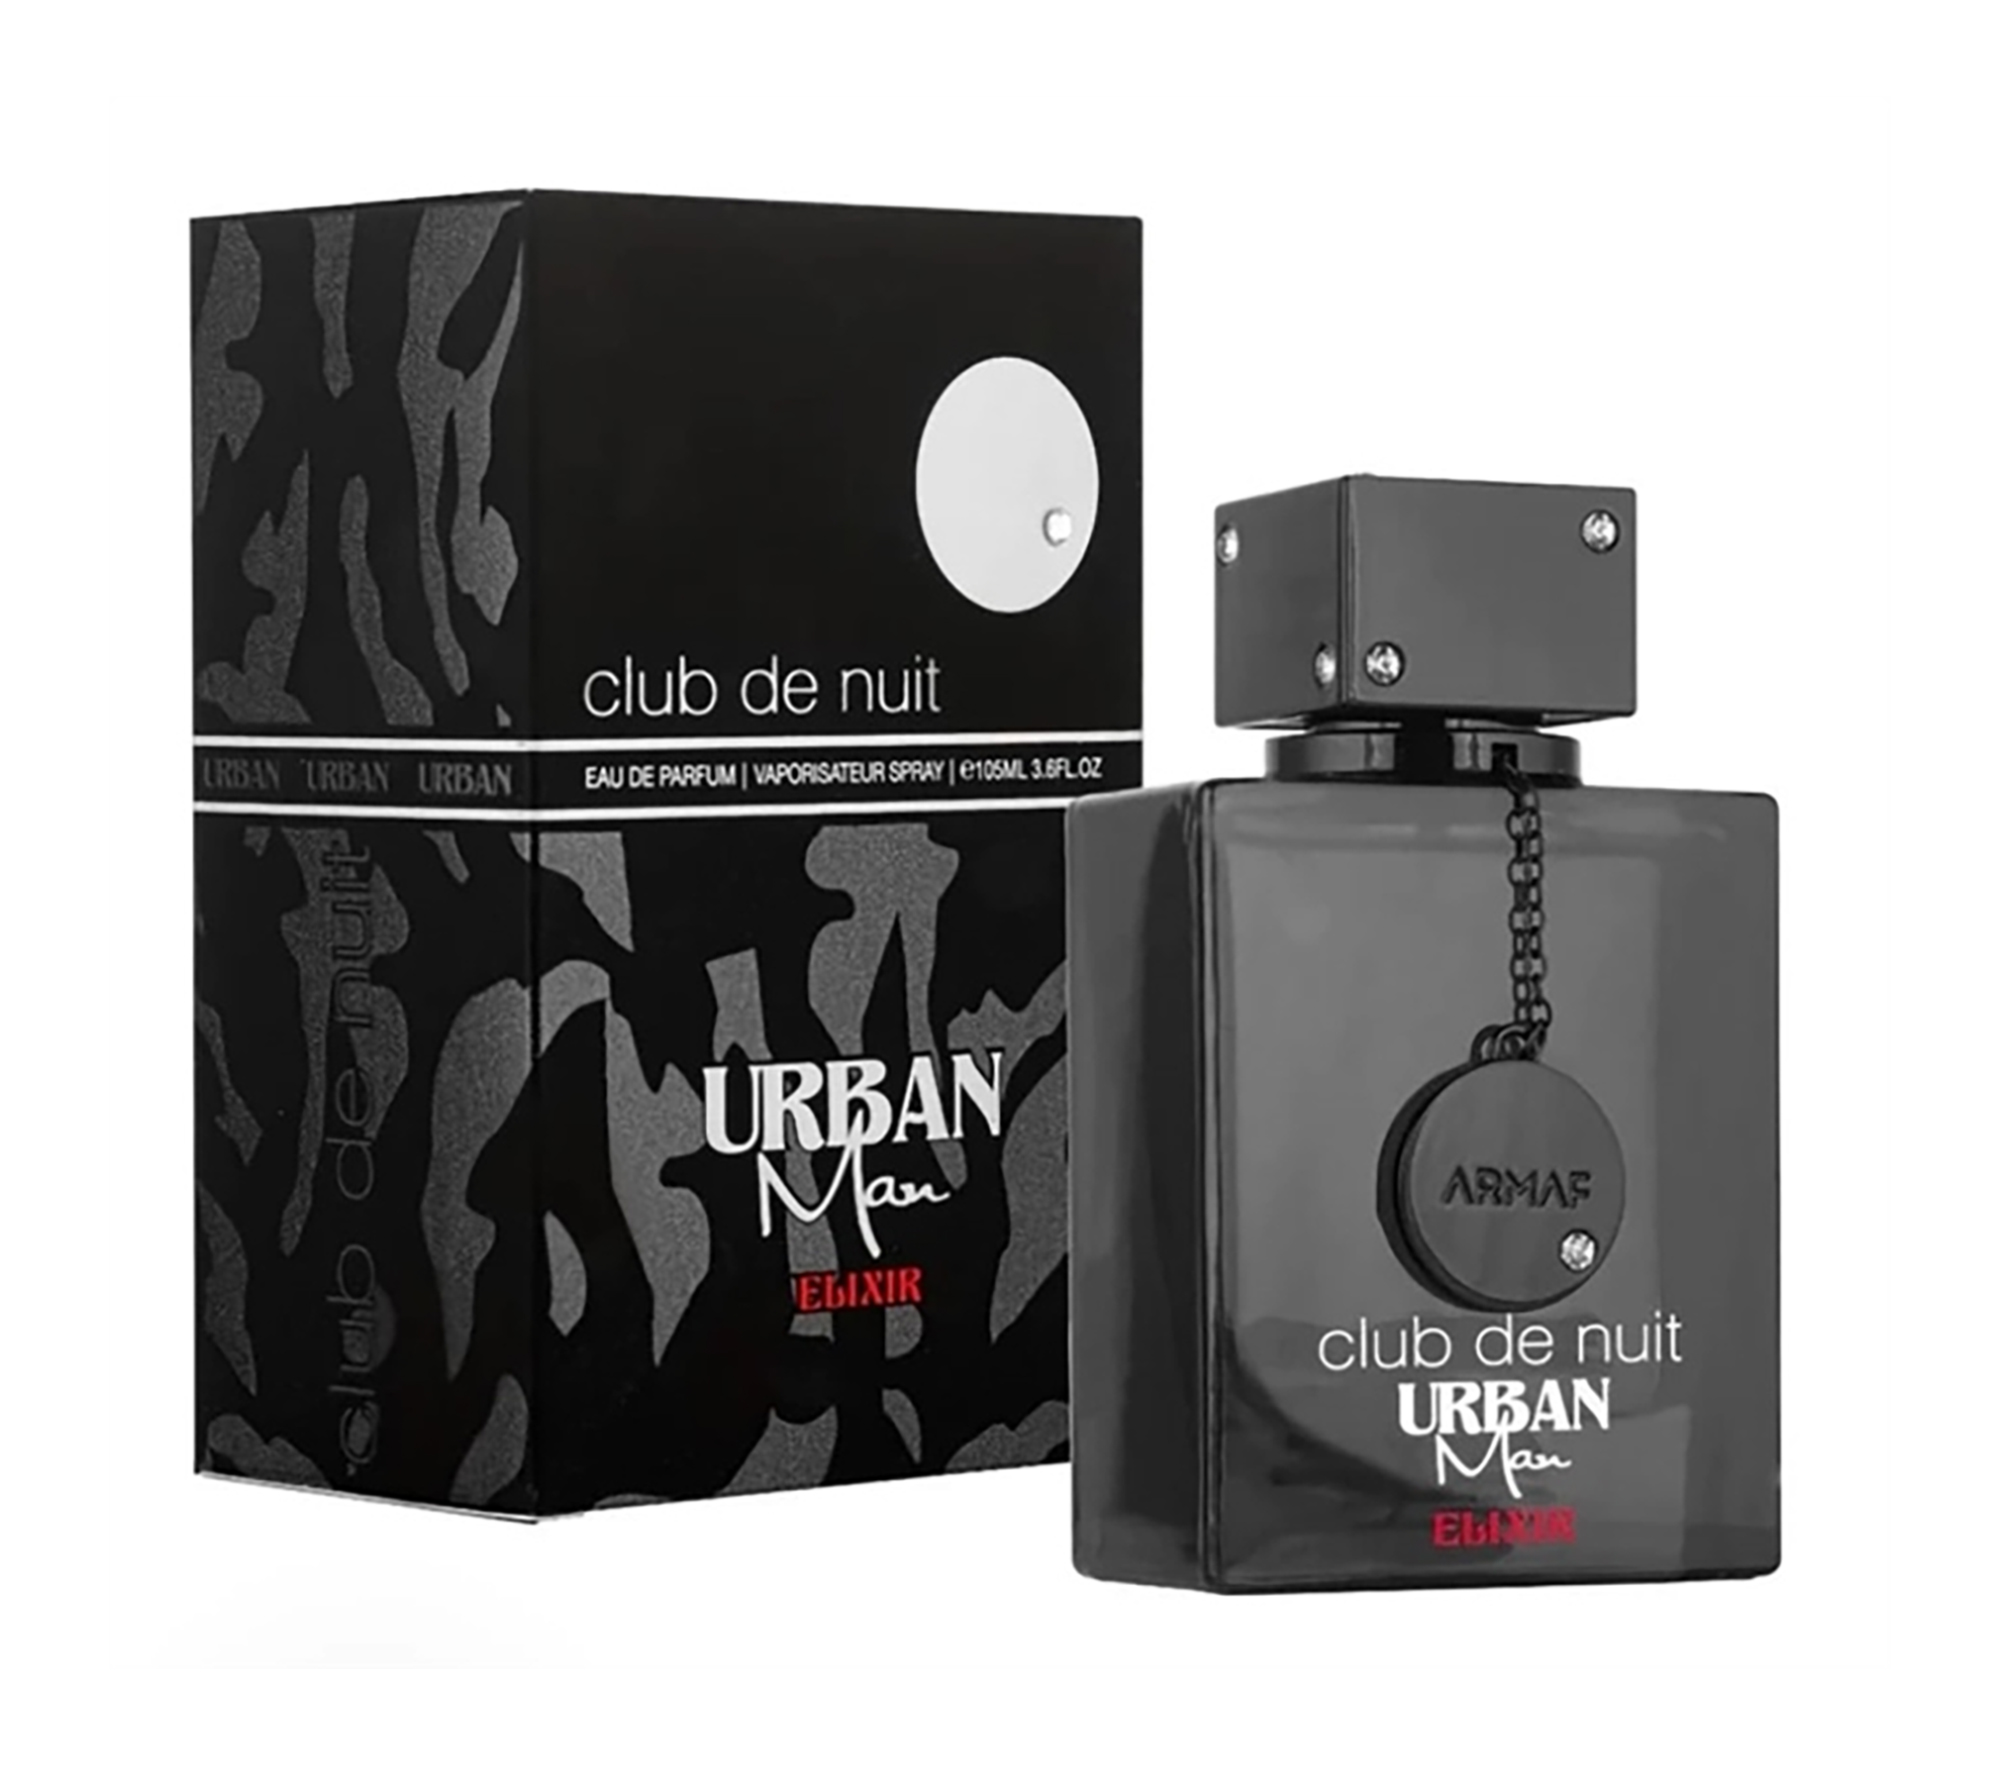 club de nuit
URBAN URBAN URBAN
EAU DE PARFUM | VAPORISATEUR SPRAY | ℮105ML 3.6FL.OZ
club de nuit
URBAN
Man
ELIXIR
ARMAF
club de nuit
URBAN
Man
ELIXIR